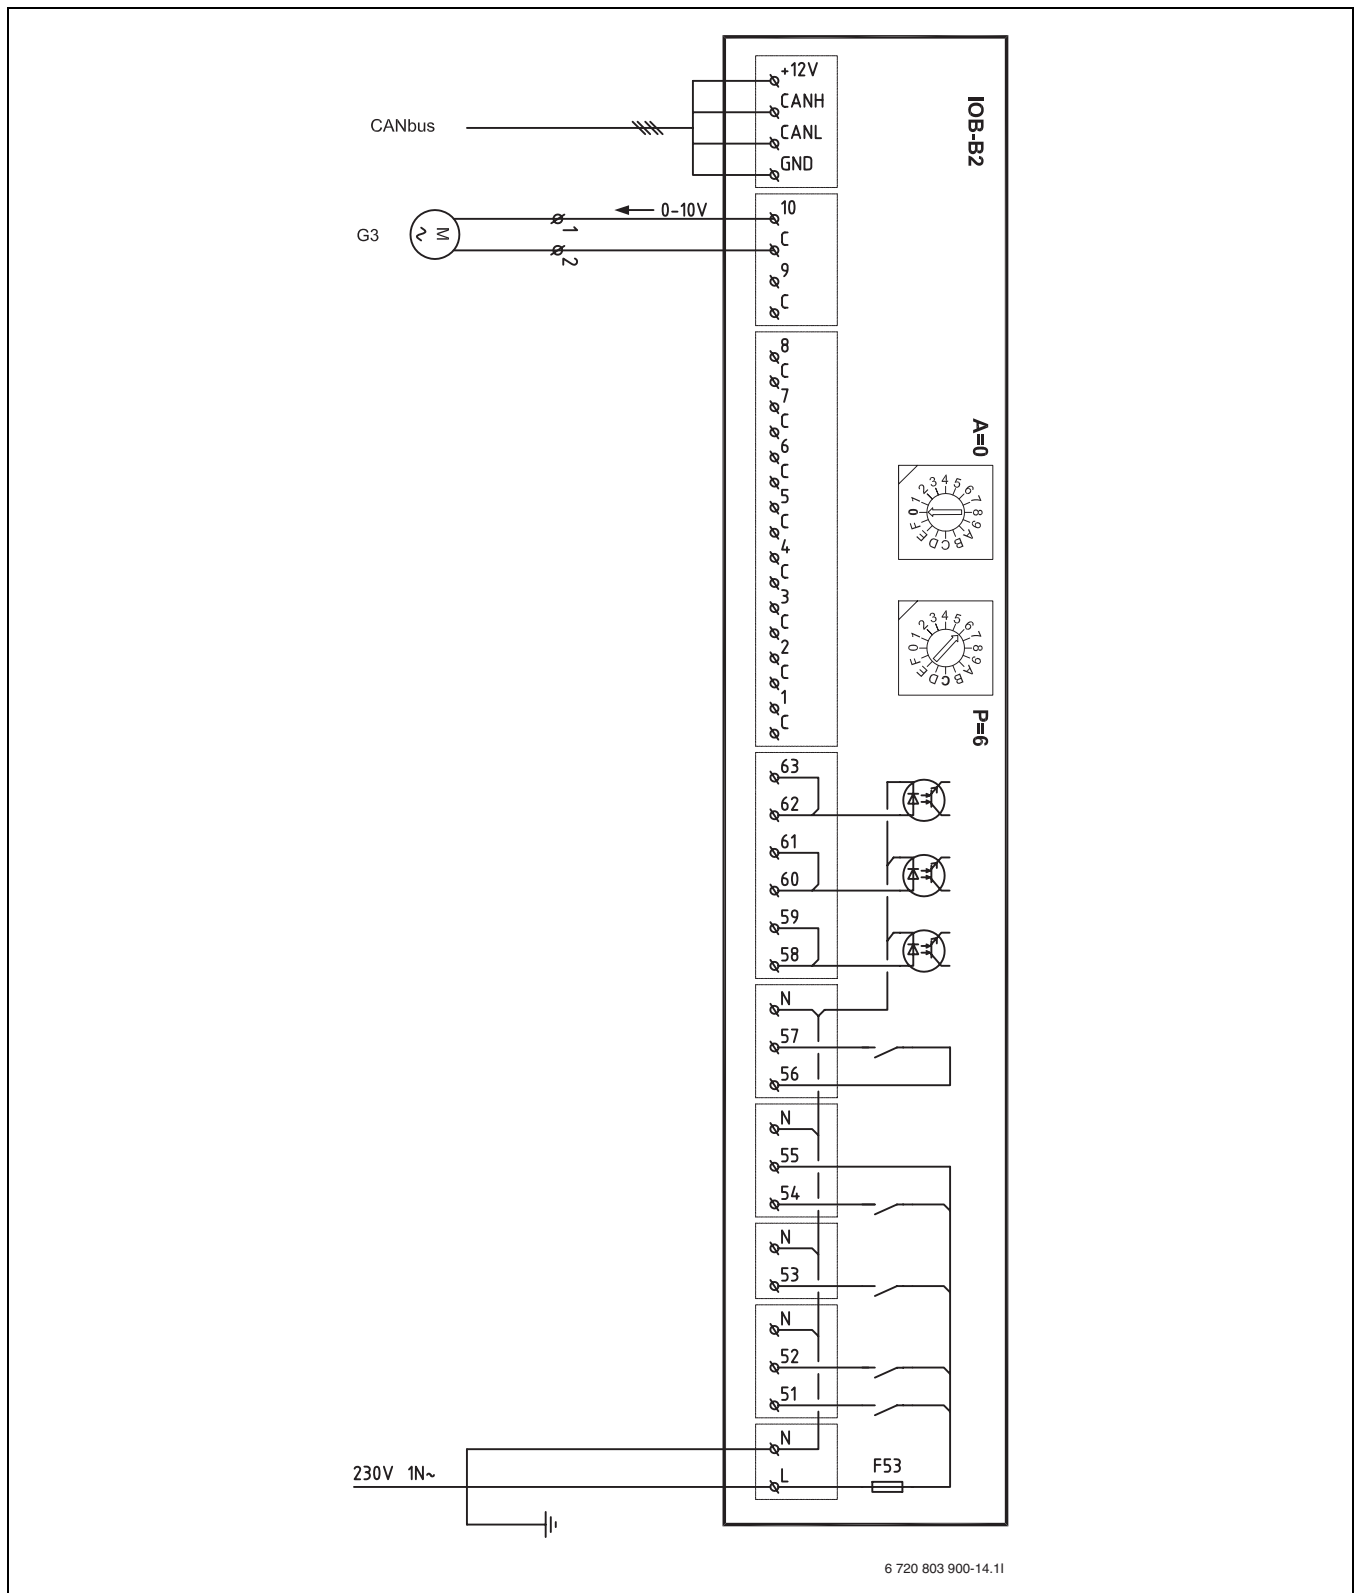 +12V
CANH
CANbus
CANL
GND
IOB-B2
10
0-10V
1
C
G3
M
2
9
C
8
C
7
C
6
C
5
C
4
C
3
C
2
C
1
C
A=0
0 1 2 3 4 5 6 7 8 9 A B C D E F
0 1 2 3 4 5 6 7 8 9 A B C D E F
P=6
63
62
61
60
59
58
N
57
56
N
55
54
N
53
N
52
51
N
F53
230V 1N~
L
6 720 803 900-14.1I